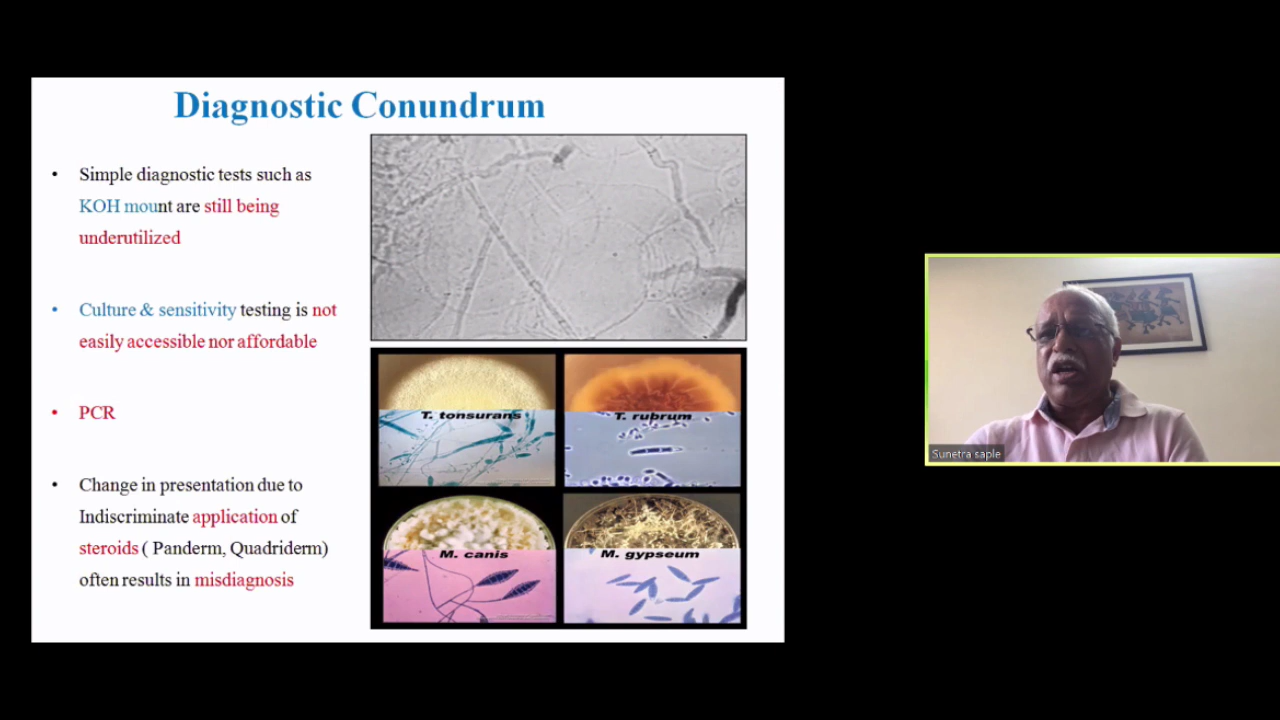 Diagnostic Conundrum
Simple diagnostic tests such as
KOH mount are still being
underutilized
Culture & sensitivity testing is not
easily accessible nor affordable
PCR
Change in presentation due to
Indiscriminate application of
steroids ( Panderm, Quadriderm)
often results in misdiagnosis
T. tonsurans
T. rubrum
M. canis
M. gypseum
Sunetra saple